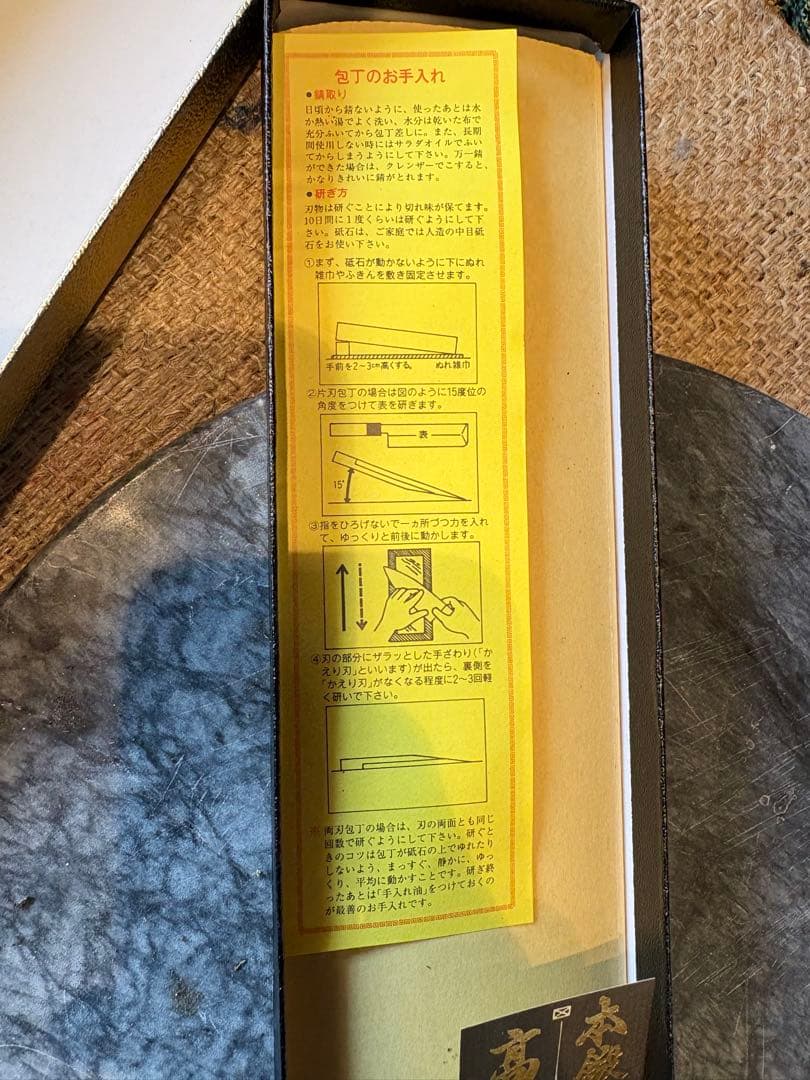 包丁のお手入れ
●錆取り
日頃から錆ないように、使ったあとは水
か熱い湯でよく洗い、水分は乾いた布で
充分ふいてから包丁差しに。また、長期
間使用しない時にはサラダオイルでふい
てからしまうようにして下さい。万一錆
ができた場合は、クレンザーでこすると、
かなりきれいに錆がとれます。
●研ぎ方
刃物は研ぐことにより切れ味が保てます。
10日間に1度くらいは研ぐようにして下
さい。砥石は、ご家庭では人造の中目砥
石をお使い下さい。
①まず、砥石が動かないように下にぬれ
雑巾やふきんを敷き固定させます。
手前を2〜3cm高くする。 ぬれ雑巾
②片刃包丁の場合は図のように15度位の
角度をつけて表を研ぎます。
表
15°
③指をひろげないで一ヵ所づつ力を入れ
て、ゆっくりと前後に動かします。
④刃の部分にザラッとした手ざわり(「か
えり刃」といいます)が出たら、裏側を
「かえり刃」がなくなる程度に2〜3回軽
く研いで下さい。
※両刃包丁の場合は、刃の両面とも同じ
回数で研ぐようにして下さい。研ぐと
きのコツは包丁が砥石の上でゆれたり
しないよう、まっすぐ、静かに、ゆっ
くり、平均に動かすことです。研ぎ終
ったあとは「手入れ油」をつけておくの
が最善のお手入れです。
本
高